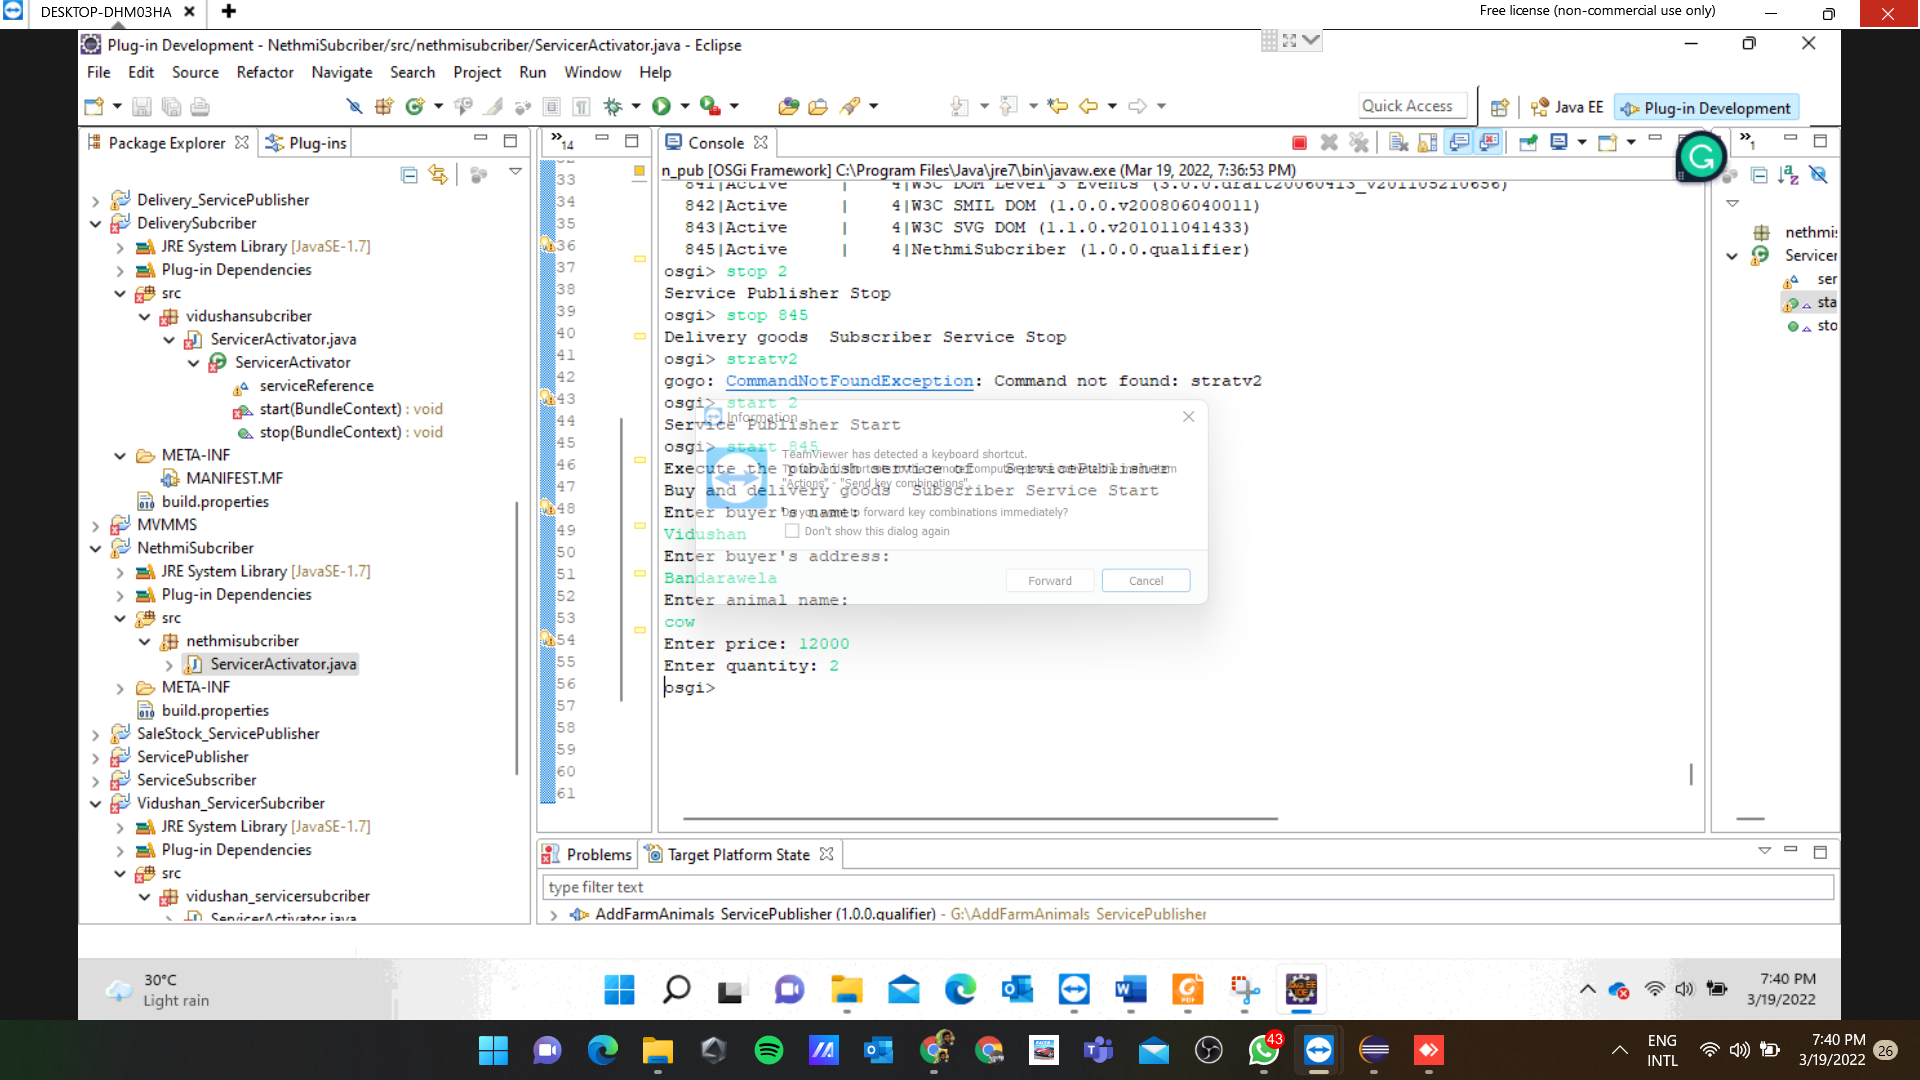 DESKTOP-DHM03HA
Free license (non-commercial use only)
Plug-in Development - NethmiSubcriber/src/nethmisubcriber/ServicerActivator.java - Eclipse
File Edit Source Refactor Navigate Search Project Run Window Help
Quick Access
Java EE
Plug-in Development
Package Explorer
Plug-ins
Delivery_ServicePublisher
DeliverySubcriber
JRE System Library [JavaSE-1.7]
Plug-in Dependencies
src
vidushansubcriber
ServicerActivator.java
ServicerActivator
serviceReference
start(BundleContext) : void
stop(BundleContext) : void
META-INF
MANIFEST.MF
build.properties
MVMMS
NethmiSubcriber
JRE System Library [JavaSE-1.7]
Plug-in Dependencies
src
nethmisubcriber
ServicerActivator.java
META-INF
build.properties
SaleStock_ServicePublisher
ServicePublisher
ServiceSubscriber
Vidushan_ServicerSubcriber
JRE System Library [JavaSE-1.7]
Plug-in Dependencies
src
vidushan_servicersubcriber
ServicerActivator.java
14
33
34
35
36
37
38
39
40
41
42
43
44
45
46
47
48
49
50
51
52
53
54
55
56
57
58
59
60
61
Console
n_pub [OSGi Framework] C:\Program Files\Java\jre7\bin\javaw.exe (Mar 19, 2022, 7:36:53 PM)
841|Active | 4|W3C DOM Level 3 Events (3.0.0.draft20060413_v201105210656)
842|Active | 4|W3C SMIL DOM (1.0.0.v200806040011)
843|Active | 4|W3C SVG DOM (1.1.0.v201011041433)
845|Active | 4|NethmiSubcriber (1.0.0.qualifier)
osgi> stop 2
Service Publisher Stop
osgi> stop 845
Delivery goods  Subscriber Service Stop
osgi> stratv2
gogo: CommandNotFoundException: Command not found: stratv2
osgi> start 2
Service Publisher Start
osgi> start 845
Execute the publish service of  ServicePublisher
Buy and delivery goods  Subscriber Service Start
Enter buyer's name:
Vidushan
Enter buyer's address:
Bandarawela
Enter animal name:
cow
Enter price: 12000
Enter quantity: 2
osgi>
Information
TeamViewer has detected a keyboard shortcut.
"Actions" - "Send key combinations".
Do you want to forward key combinations immediately?
Don't show this dialog again
Forward
Cancel
1
nethmi
Servicer
ser
sta
sto
Problems
Target Platform State
type filter text
AddFarmAnimals_ServicePublisher (1.0.0.qualifier) - G:\AddFarmAnimals_ServicePublisher
30°C
Light rain
7:40 PM
3/19/2022
43
ENG
INTL
7:40 PM
3/19/2022
26